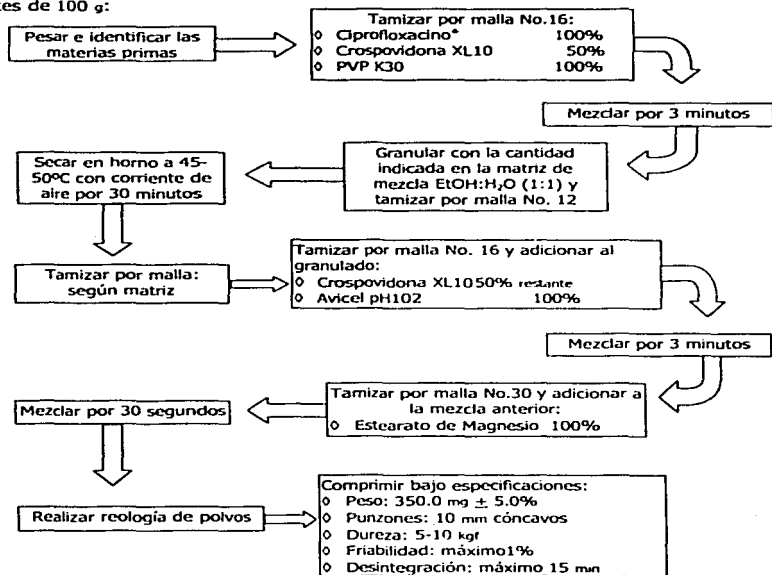 tes de 100 g:
Pesar e identificar las
materias primas
Tamizar por malla No.16:
◊ Ciprofloxacino* 100%
◊ Crospovidona XL10 50%
◊ PVP K30 100%
Mezclar por 3 minutos
Granular con la cantidad
indicada en la matriz de
mezcla EtOH:H₂O (1:1) y
tamizar por malla No. 12
Secar en horno a 45-
50ºC con corriente de
aire por 30 minutos
Tamizar por malla:
según matriz
Tamizar por malla No. 16 y adicionar al
granulado:
◊ Crospovidona XL10 50% restante
◊ Avicel pH102 100%
Mezclar por 3 minutos
Tamizar por malla No.30 y adicionar a
la mezcla anterior:
◊ Estearato de Magnesio 100%
Mezclar por 30 segundos
Realizar reología de polvos
Comprimir bajo especificaciones:
◊ Peso: 350.0 mg ± 5.0%
◊ Punzones: 10 mm cóncavos
◊ Dureza: 5-10 kgf
◊ Friabilidad: máximo1%
◊ Desintegración: máximo 15 min